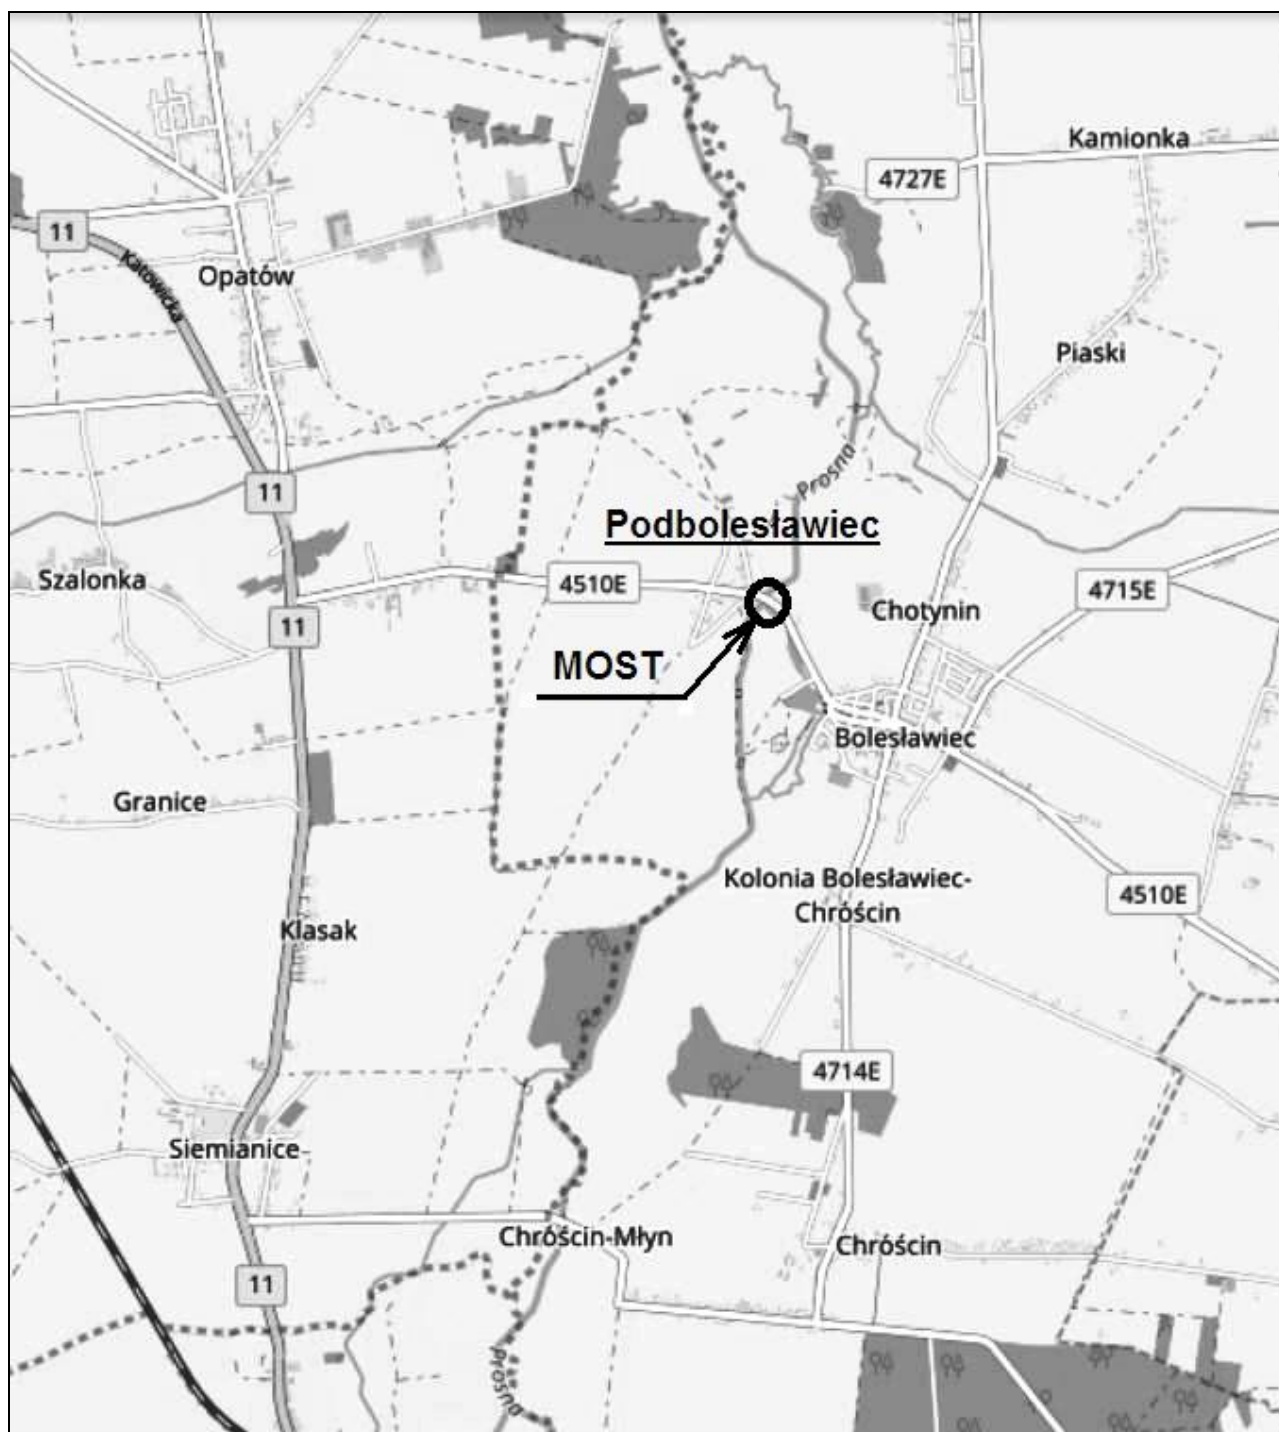 Kamionka
4727E
11
Katowicka
Opatów
Piaski
11
Prosna
Podbolesławiec
Szalonka
4510E
4715E
Chotynin
11
MOST
Bolesławiec
Granice
Kolonia Bolesławiec-
Chróścin
4510E
Klasak
4714E
Siemianice
Chróścin-Młyn
Chróścin
11
Prosna